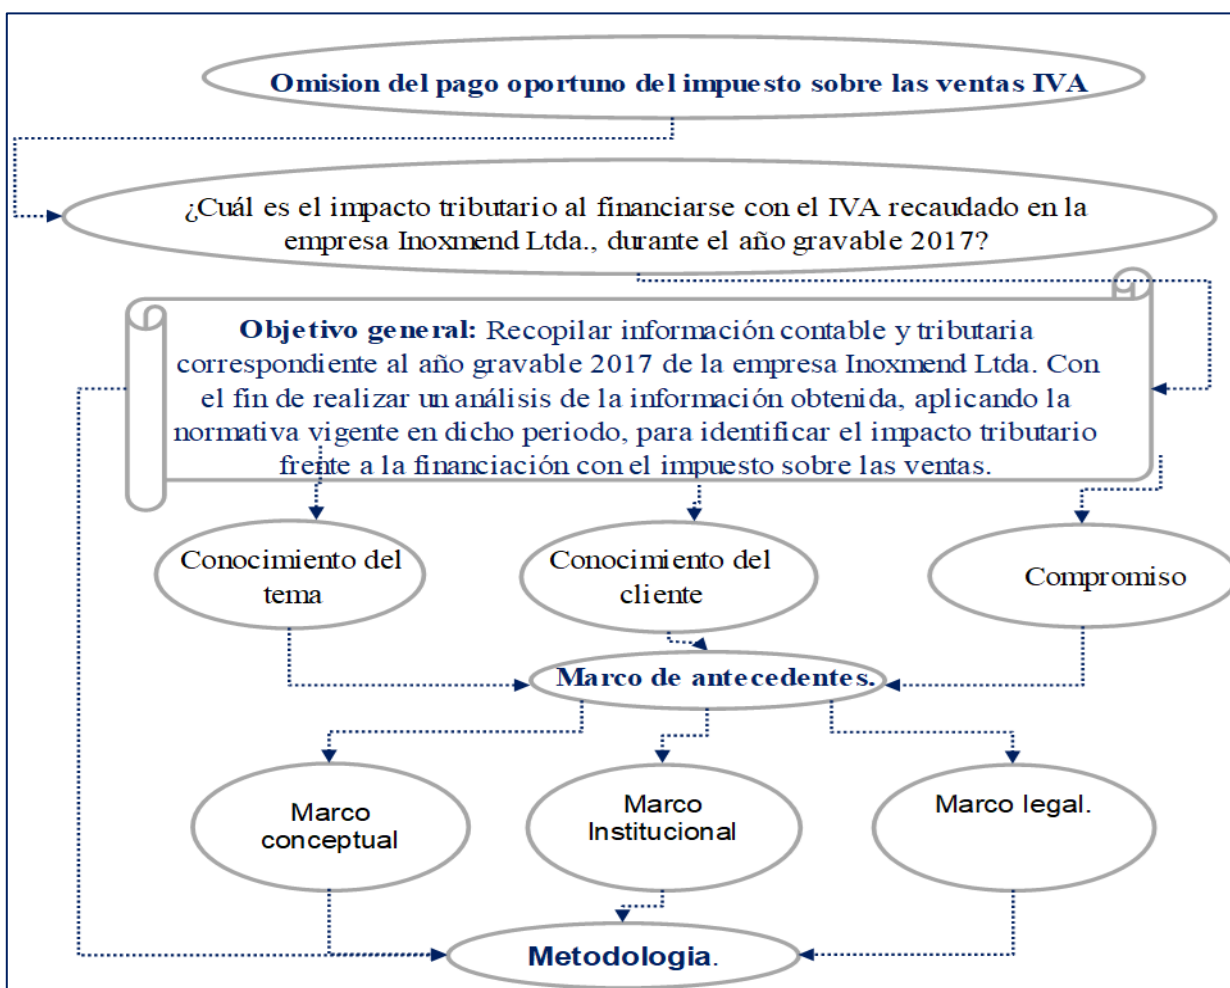 Omision del pago oportuno del impuesto sobre las ventas IVA
¿Cuál es el impacto tributario al financiarse con el IVA recaudado en la
empresa Inoxmend Ltda., durante el año gravable 2017?
Objetivo general: Recopilar información contable y tributaria
correspondiente al año gravable 2017 de la empresa Inoxmend Ltda. Con
el fin de realizar un análisis de la información obtenida, aplicando la
normativa vigente en dicho periodo, para identificar el impacto tributario
frente a la financiación con el impuesto sobre las ventas.
Conocimiento del
tema
Conocimiento del
cliente
Compromiso
Marco de antecedentes.
Marco
conceptual
Marco
Institucional
Marco legal.
Metodologia.